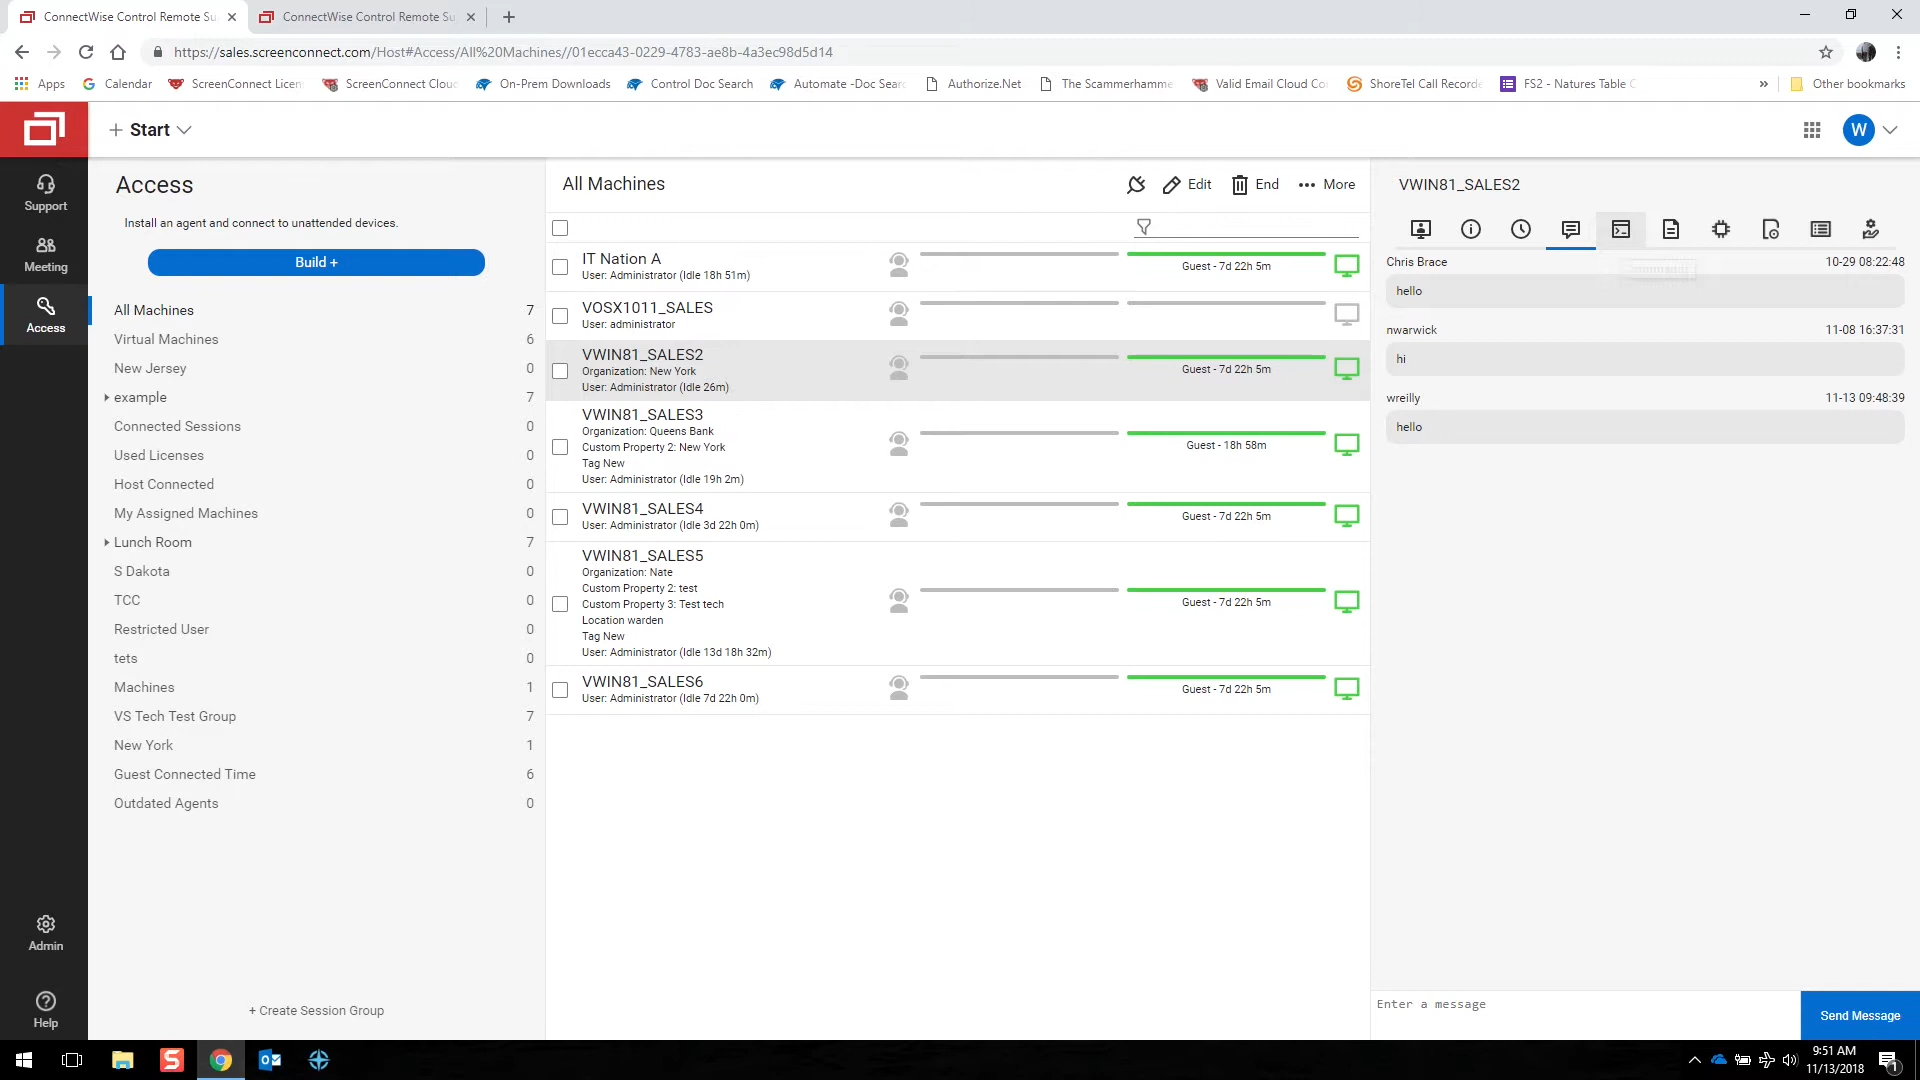 ConnectWise Control Remote Su
ConnectWise Control Remote Su
https://sales.screenconnect.com/Host#Access/All%20Machines//01ecca43-0229-4783-ae8b-4a3ec98d5d14
Apps
Calendar
ScreenConnect Licen
ScreenConnect Clouc
On-Prem Downloads
Control Doc Search
Automate -Doc Searc
Authorize.Net
The Scammerhamme
Valid Email Cloud Co
ShoreTel Call Recorde
FS2 - Natures Table C
»
Other bookmarks
+ Start
W
Support
Meeting
Access
Admin
Help
Access
Install an agent and connect to unattended devices.
Build +
All Machines 7
Virtual Machines 6
New Jersey 0
example 7
Connected Sessions 0
Used Licenses 0
Host Connected 0
My Assigned Machines 0
Lunch Room 7
S Dakota 0
TCC 0
Restricted User 0
tets 0
Machines 1
VS Tech Test Group 7
New York 1
Guest Connected Time 6
Outdated Agents 0
+ Create Session Group
All Machines
Edit
End
More
IT Nation A
User: Administrator (Idle 18h 51m)
Guest - 7d 22h 5m
VOSX1011_SALES
User: administrator
VWIN81_SALES2
Organization: New York
User: Administrator (Idle 26m)
Guest - 7d 22h 5m
VWIN81_SALES3
Organization: Queens Bank
Custom Property 2: New York
Tag New
User: Administrator (Idle 19h 2m)
Guest - 18h 58m
VWIN81_SALES4
User: Administrator (Idle 3d 22h 0m)
Guest - 7d 22h 5m
VWIN81_SALES5
Organization: Nate
Custom Property 2: test
Custom Property 3: Test tech
Location warden
Tag New
User: Administrator (Idle 13d 18h 32m)
Guest - 7d 22h 5m
VWIN81_SALES6
User: Administrator (Idle 7d 22h 0m)
Guest - 7d 22h 5m
VWIN81_SALES2
Chris Brace 10-29 08:22:48
hello
nwarwick 11-08 16:37:31
hi
wreilly 11-13 09:48:39
hello
Enter a message
Send Message
9:51 AM
11/13/2018
1